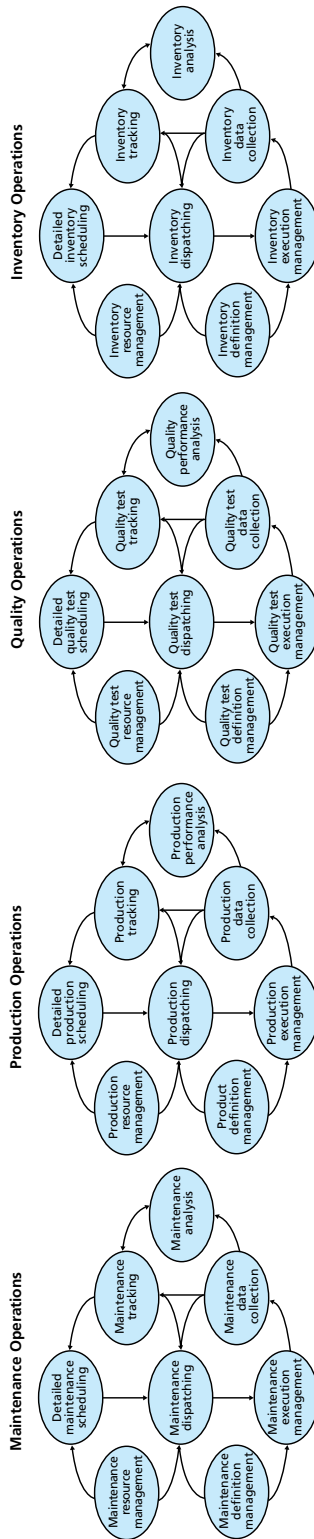 Maintenance Operations
Detailed
maintenance
scheduling
Maintenance
resource
management
Maintenance
tracking
Maintenance
dispatching
Maintenance
analysis
Maintenance
definition
management
Maintenance
data
collection
Maintenance
execution
management
Production Operations
Detailed
production
scheduling
Production
resource
management
Production
tracking
Production
dispatching
Production
performance
analysis
Product
definition
management
Production
data
collection
Production
execution
management
Quality Operations
Detailed
quality test
scheduling
Quality test
resource
management
Quality test
tracking
Quality test
dispatching
Quality
performance
analysis
Quality test
definition
management
Quality test
data
collection
Quality test
execution
management
Inventory Operations
Detailed
inventory
scheduling
Inventory
resource
management
Inventory
tracking
Inventory
dispatching
Inventory
analysis
Inventory
definition
management
Inventory
data
collection
Inventory
execution
management